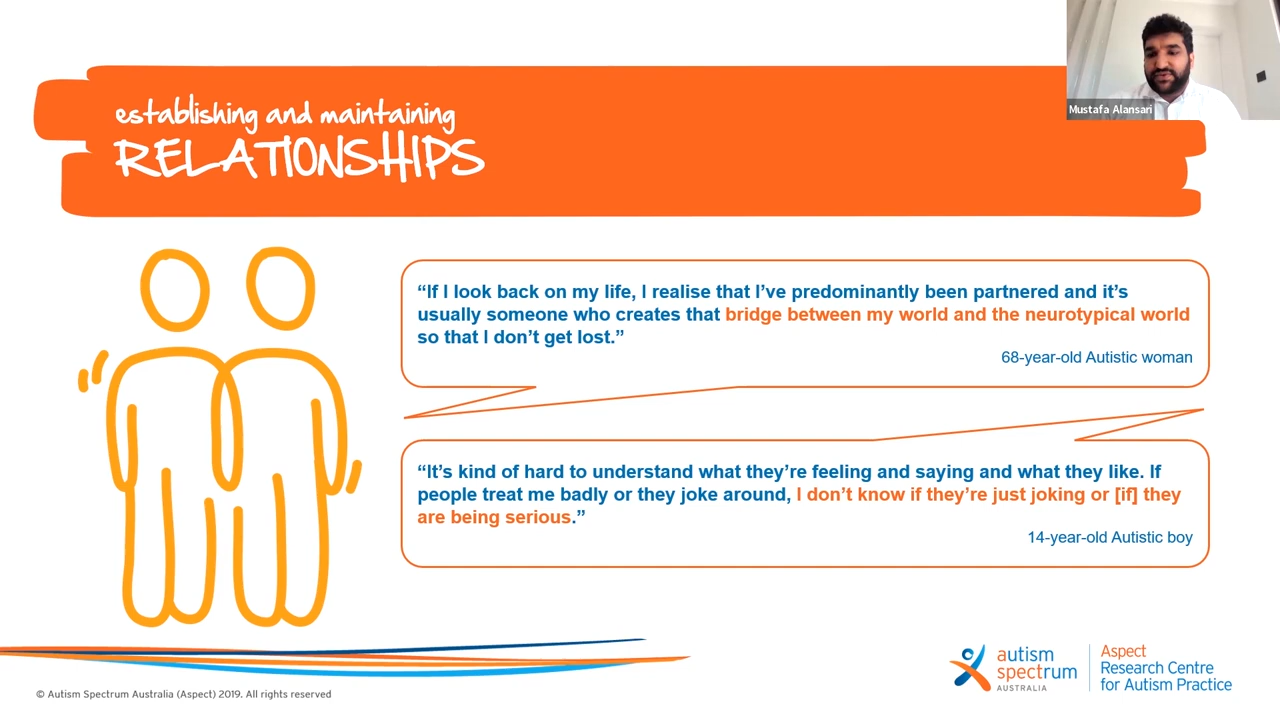 Mustafa Alansari
establishing and maintaining
RELATIONSHIPS
“If I look back on my life, I realise that I’ve predominantly been partnered and it’s
usually someone who creates that bridge between my world and the neurotypical world
so that I don’t get lost.”
68-year-old Autistic woman
“It’s kind of hard to understand what they’re feeling and saying and what they like. If
people treat me badly or they joke around, I don’t know if they’re just joking or [if] they
are being serious.”
14-year-old Autistic boy
autism
spectrum
AUSTRALIA
Aspect
Research Centre
for Autism Practice
© Autism Spectrum Australia (Aspect) 2019. All rights reserved